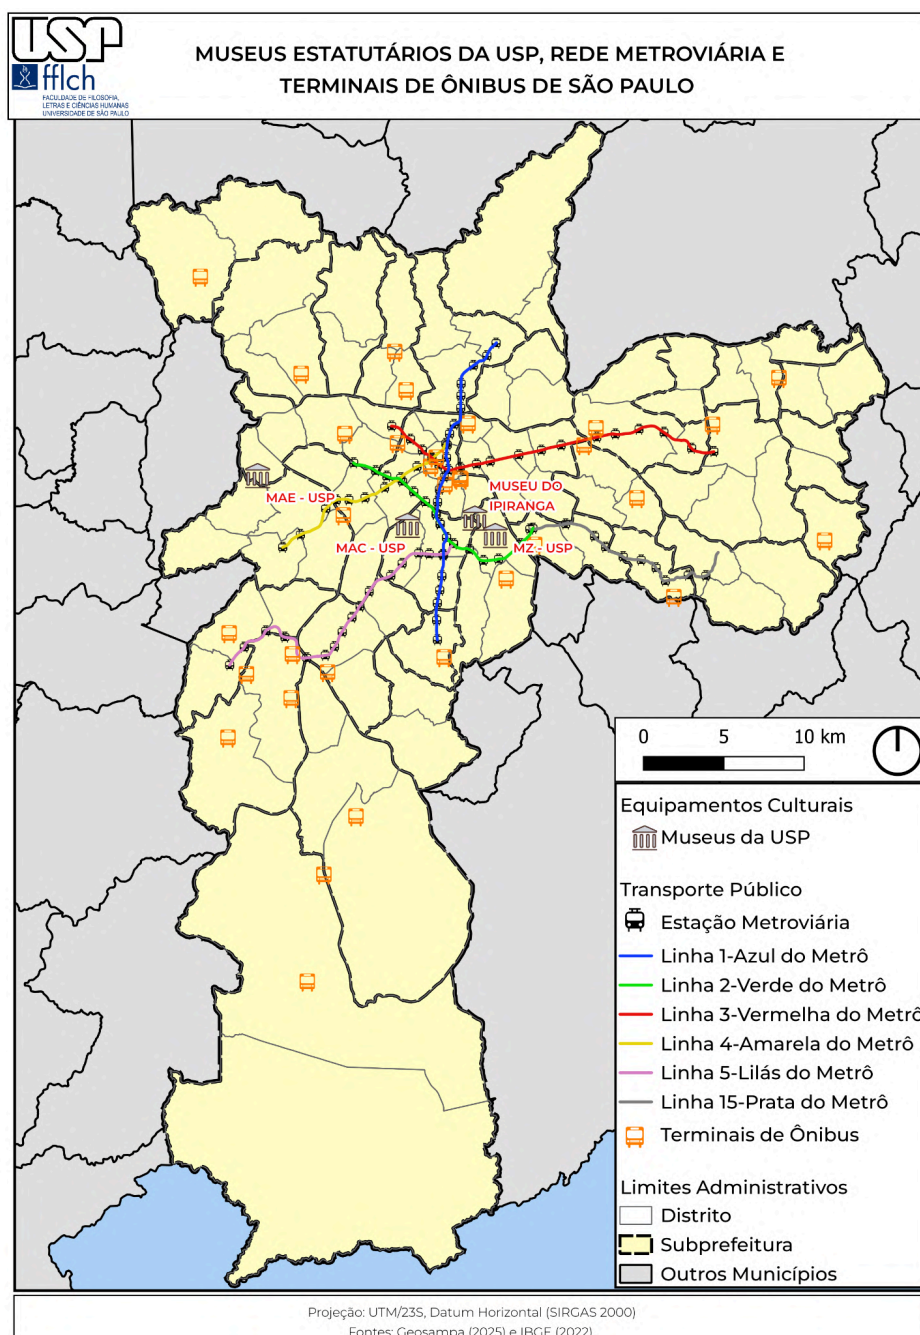 USP
fflch
FACULDADE DE FILOSOFIA,
LETRAS E CIÊNCIAS HUMANAS
UNIVERSIDADE DE SÃO PAULO
MUSEUS ESTATUTÁRIOS DA USP, REDE METROVIÁRIA E
TERMINAIS DE ÔNIBUS DE SÃO PAULO
MUSEU DO
IPIRANGA
MAE - USP
MAC - USP
MZ - USP
0 5 10 km
Equipamentos Culturais
Museus da USP
Transporte Público
Estação Metroviária
Linha 1-Azul do Metrô
Linha 2-Verde do Metrô
Linha 3-Vermelha do Metrô
Linha 4-Amarela do Metrô
Linha 5-Lilás do Metrô
Linha 15-Prata do Metrô
Terminais de Ônibus
Limites Administrativos
Distrito
Subprefeitura
Outros Municípios
Projeção: UTM/23S, Datum Horizontal (SIRGAS 2000)
Fontes: Geosampa (2025) e IBGE (2022)